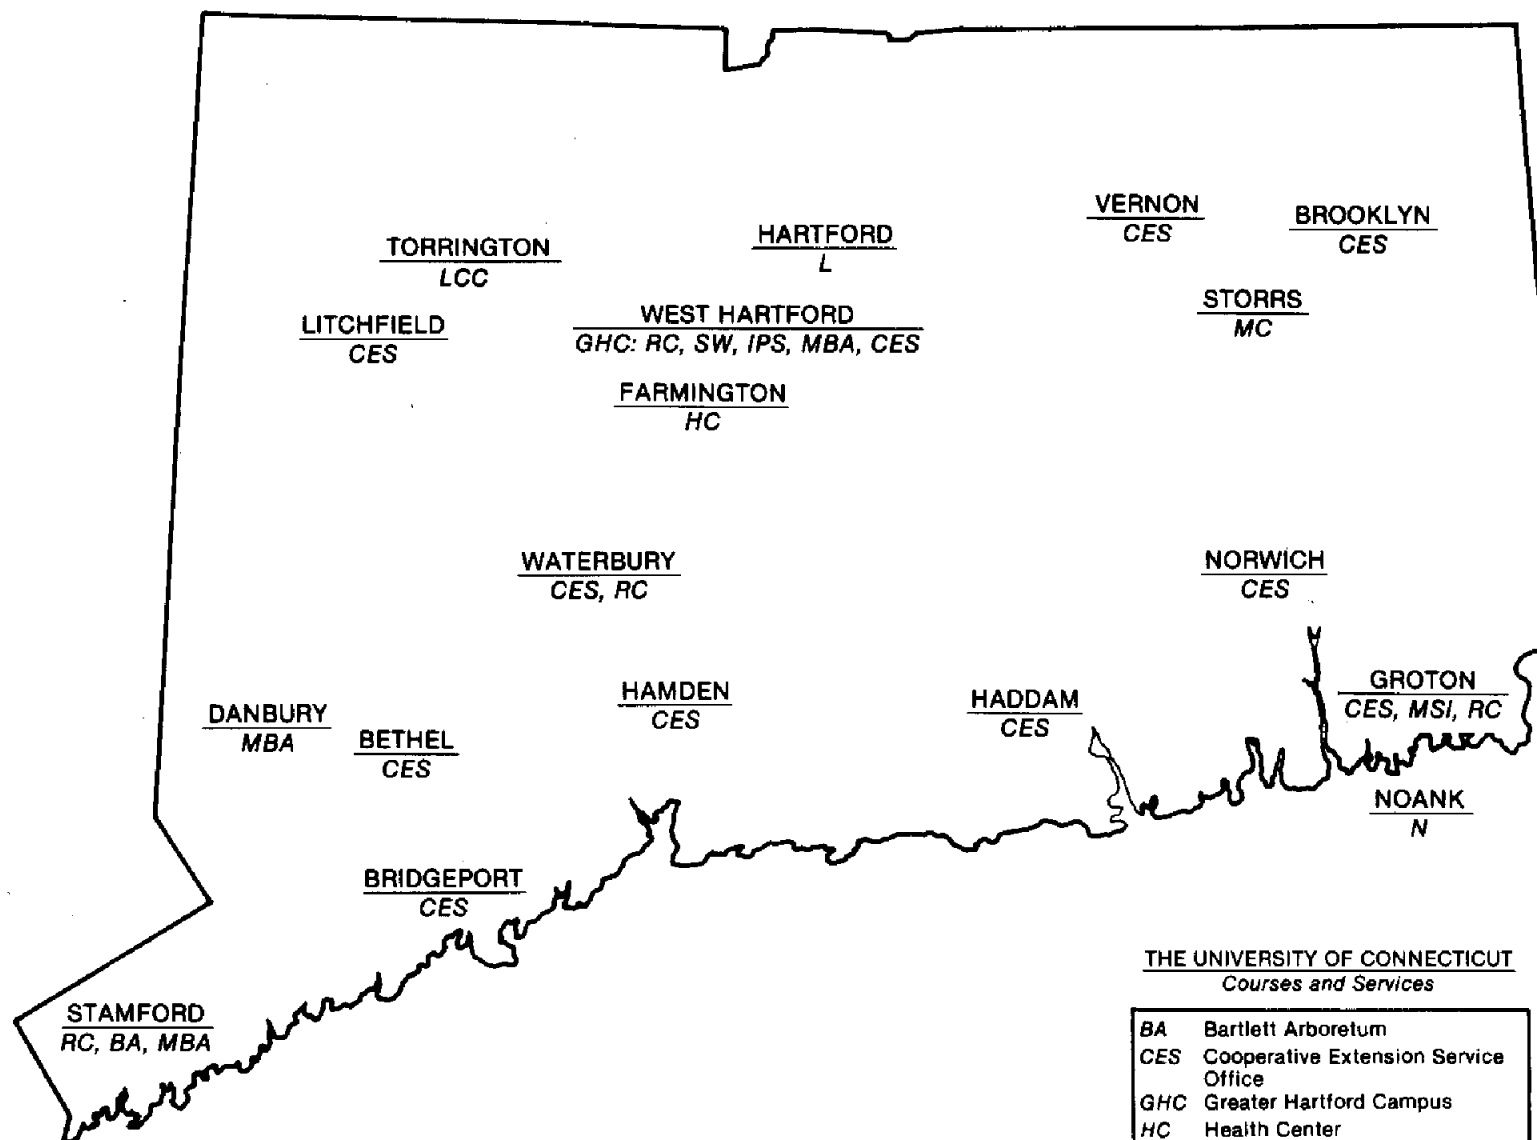 VERNON
CES
BROOKLYN
CES
TORRINGTON
LCC
HARTFORD
L
STORRS
MC
LITCHFIELD
CES
WEST HARTFORD
GHC: RC, SW, IPS, MBA, CES
FARMINGTON
HC
WATERBURY
CES, RC
NORWICH
CES
DANBURY
MBA
BETHEL
CES
HAMDEN
CES
HADDAM
CES
GROTON
CES, MSI, RC
NOANK
N
BRIDGEPORT
CES
STAMFORD
RC, BA, MBA
THE UNIVERSITY OF CONNECTICUT
Courses and Services
BA Bartlett Arboretum
CES Cooperative Extension Service
Office
GHC Greater Hartford Campus
HC Health Center